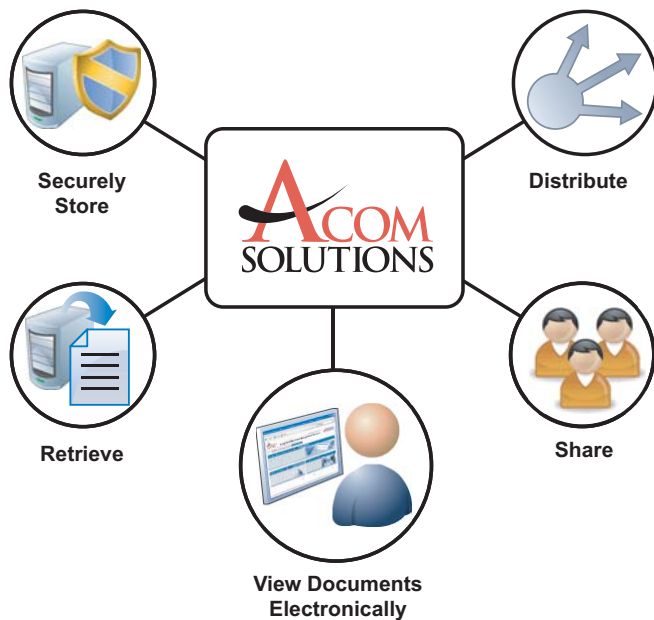 Securely
Store
Distribute
ACOM
SOLUTIONS
Retrieve
Share
View Documents
Electronically